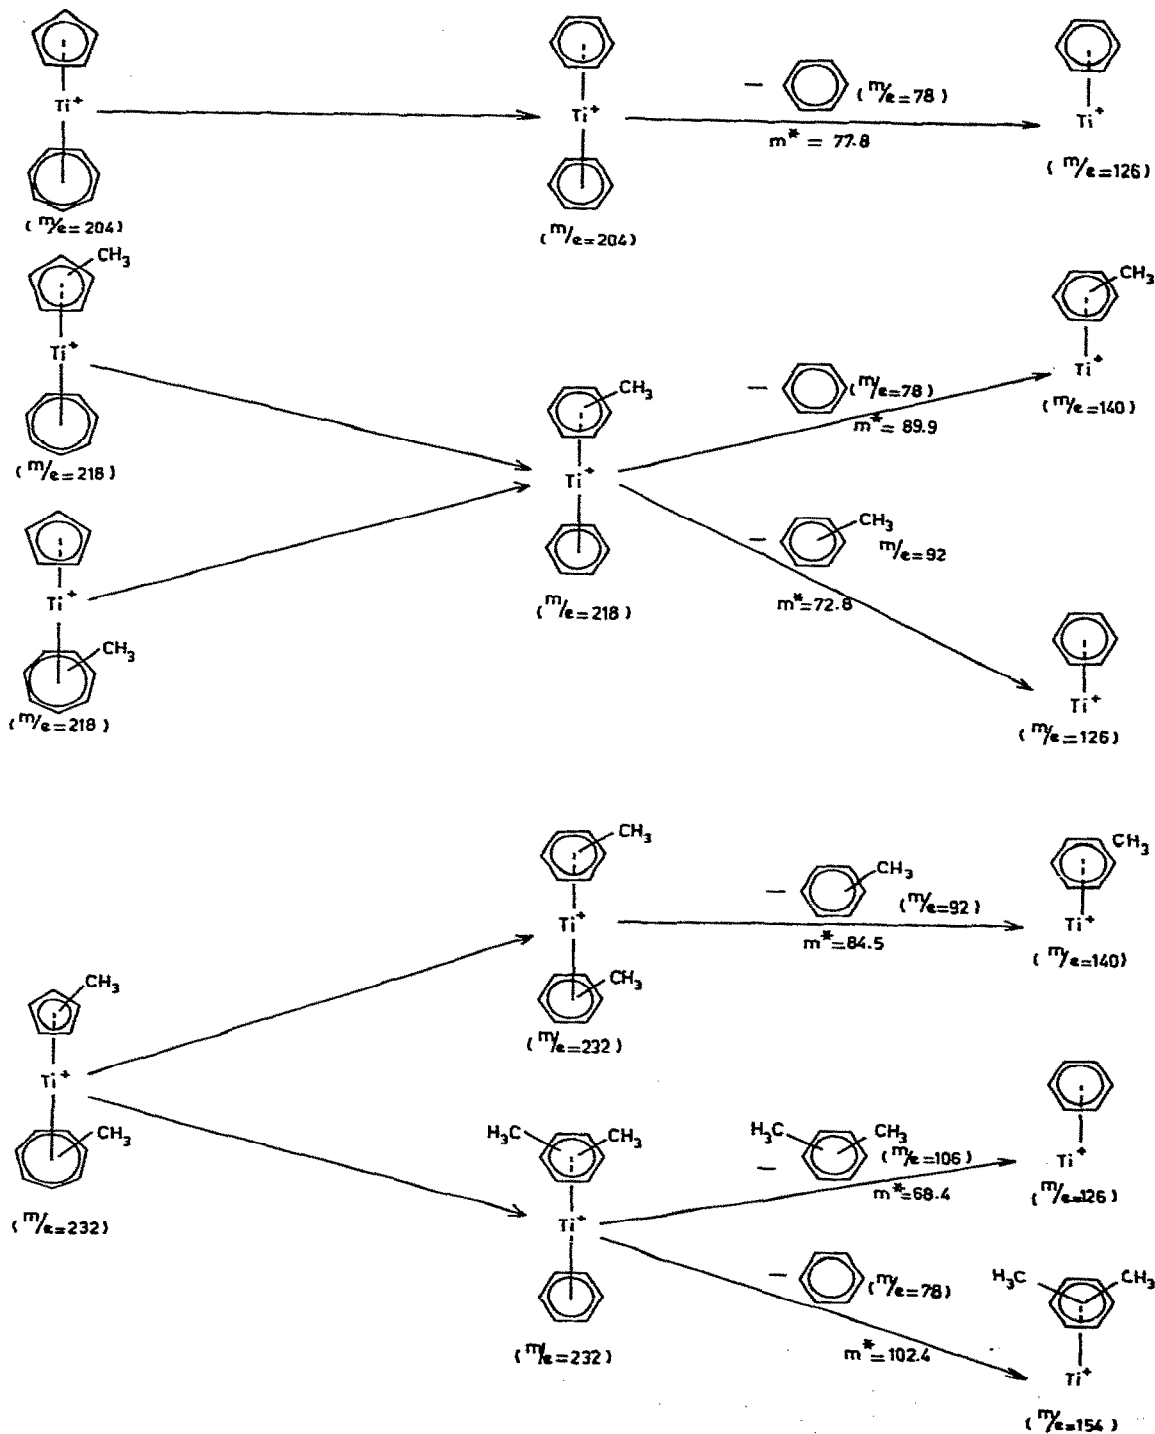 Ti+
(m/e=204)
Ti+
(m/e=204)
− (m/e=78)
m* = 77.8
Ti+
(m/e=126)
CH3
Ti+
(m/e=218)
Ti+
CH3
(m/e=218)
CH3
Ti+
(m/e=218)
− (m/e=78)
m*=89.9
CH3
Ti+
(m/e=140)
− CH3
m/e=92
m*=72.8
Ti+
(m/e=126)
CH3
Ti+
CH3
(m/e=232)
CH3
Ti+
CH3
(m/e=232)
− CH3
(m/e=92)
m*=84.5
CH3
Ti+
(m/e=140)
H3C CH3
Ti+
(m/e=232)
− H3C CH3
(m/e=106)
m*=68.4
Ti+
(m/e=126)
− (m/e=78)
m*=102.4
H3C CH3
Ti+
(m/e=154)